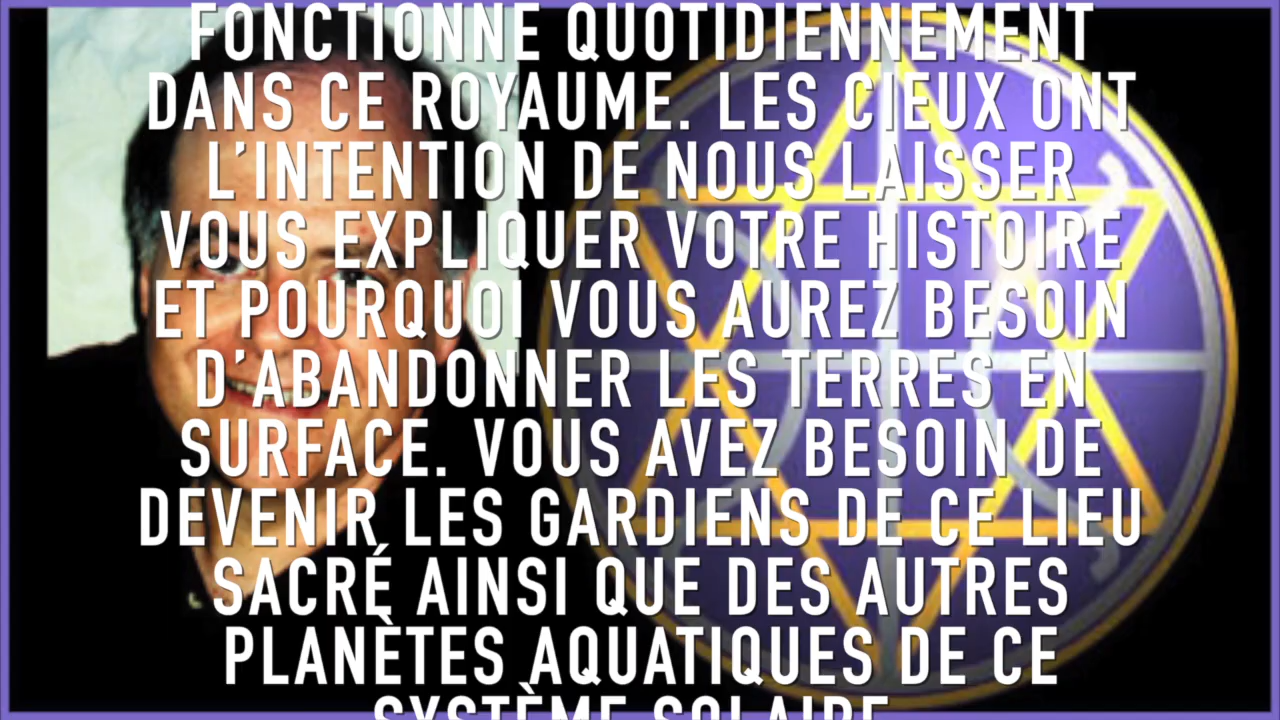 FONCTIONNE QUOTIDIENNEMENT
DANS CE ROYAUME. LES CIEUX ONT
L'INTENTION DE NOUS LAISSER
VOUS EXPLIQUER VOTRE HISTOIRE
ET POURQUOI VOUS AUREZ BESOIN
D'ABANDONNER LES TERRES EN
SURFACE. VOUS AVEZ BESOIN DE
DEVENIR LES GARDIENS DE CE LIEU
SACRÉ AINSI QUE DES AUTRES
PLANÈTES AQUATIQUES DE CE
SYSTÈME SOLAIRE